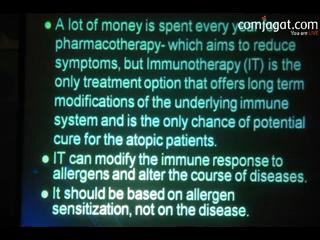 comjagat.com
You are LIVE
• A lot of money is spent every year
pharmacotherapy- which aims to reduce
symptoms, but Immunotherapy (IT) is the
only treatment option that offers long term
modifications of the underlying immune
system and is the only chance of potential
cure for the atopic patients.
• IT can modify the immune response to
allergens and alter the course of diseases.
• It should be based on allergen
sensitization, not on the disease.